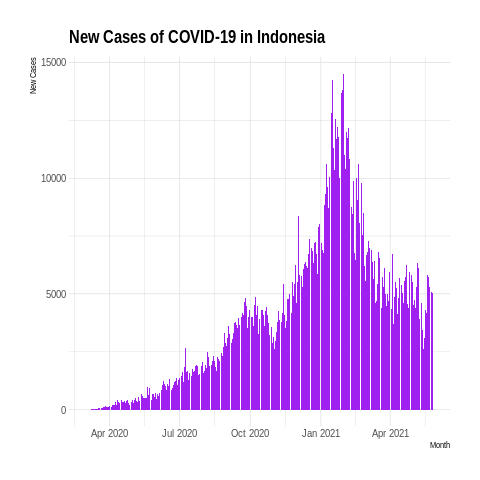 New Cases of COVID-19 in Indonesia
New Cases
15000
10000
5000
0
Apr 2020 Jul 2020 Oct 2020 Jan 2021 Apr 2021
Month